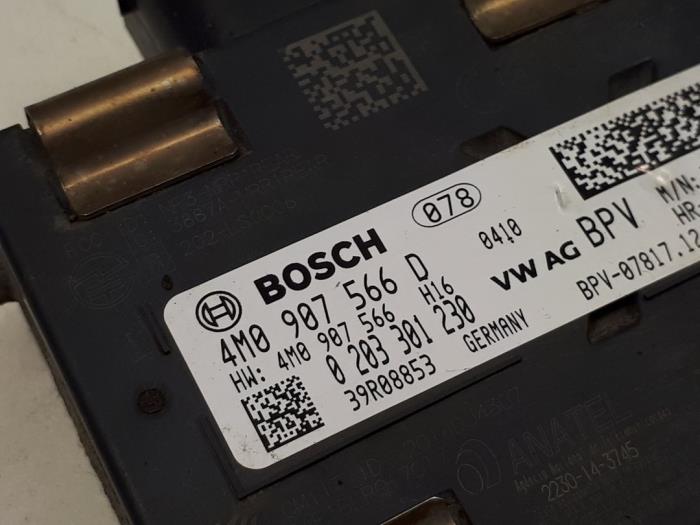 BOSCH 078
4M0 907 566 D 0410
HW: 4M0 907 566 H16 VW AG BPV
0 203 301 230 BPV-07817.12
39R08853 GERMANY
M/N:
HR-
ANATEL
2230-14-3745